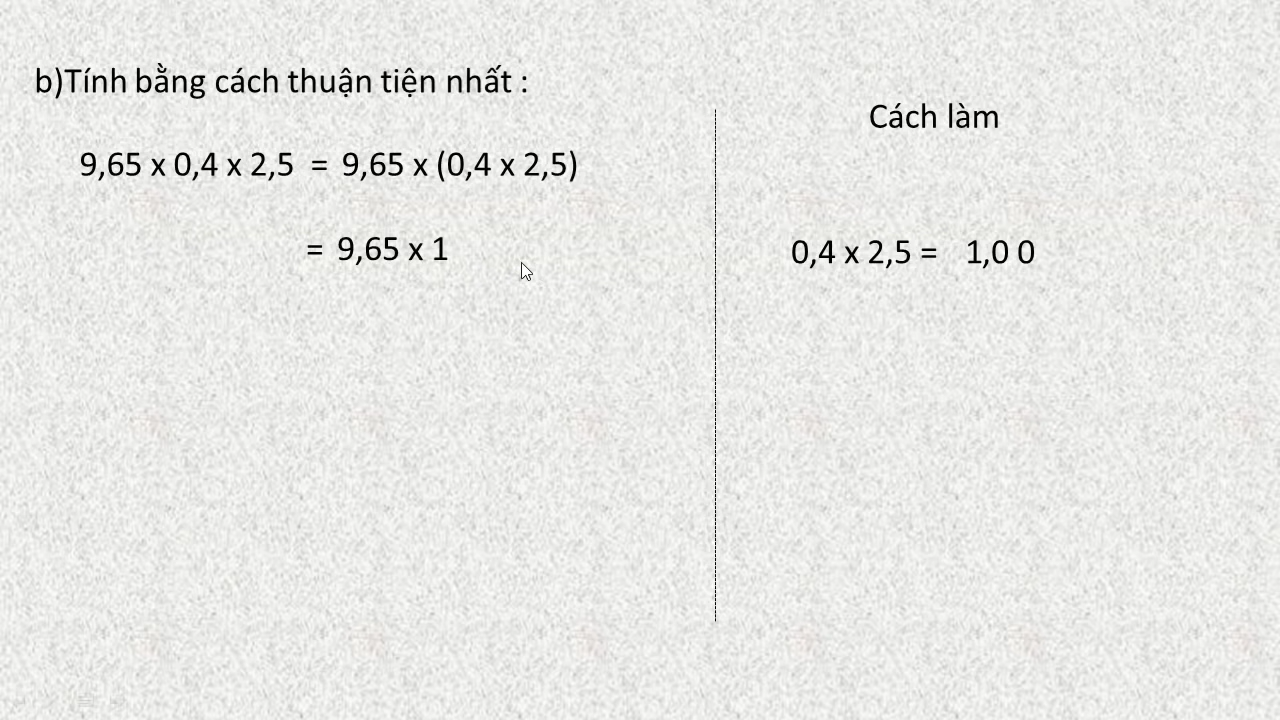 b)Tính bằng cách thuận tiện nhất :
9,65 x 0,4 x 2,5 = 9,65 x (0,4 x 2,5)
= 9,65 x 1
Cách làm
0,4 x 2,5 = 1,0 0